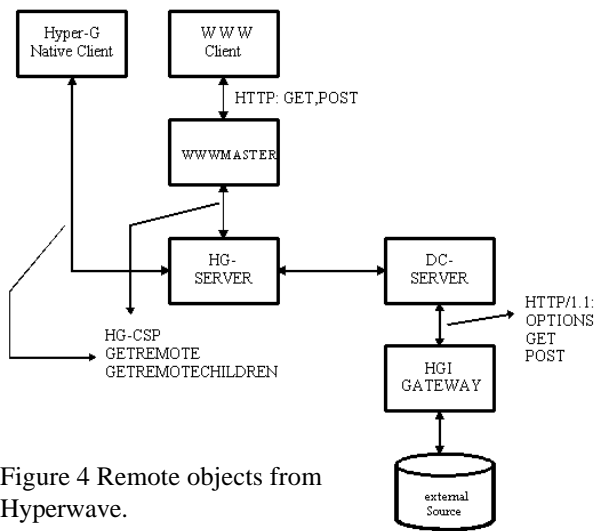 Hyper-G
Native Client
W W W
Client
HTTP: GET,POST
WWWMASTER
HG-
SERVER
DC-
SERVER
HTTP/1.1:
OPTIONS
GET
POST
HG-CSP
GETREMOTE
GETREMOTECHILDREN
HGI
GATEWAY
external
Source
Figure 4 Remote objects from
Hyperwave.